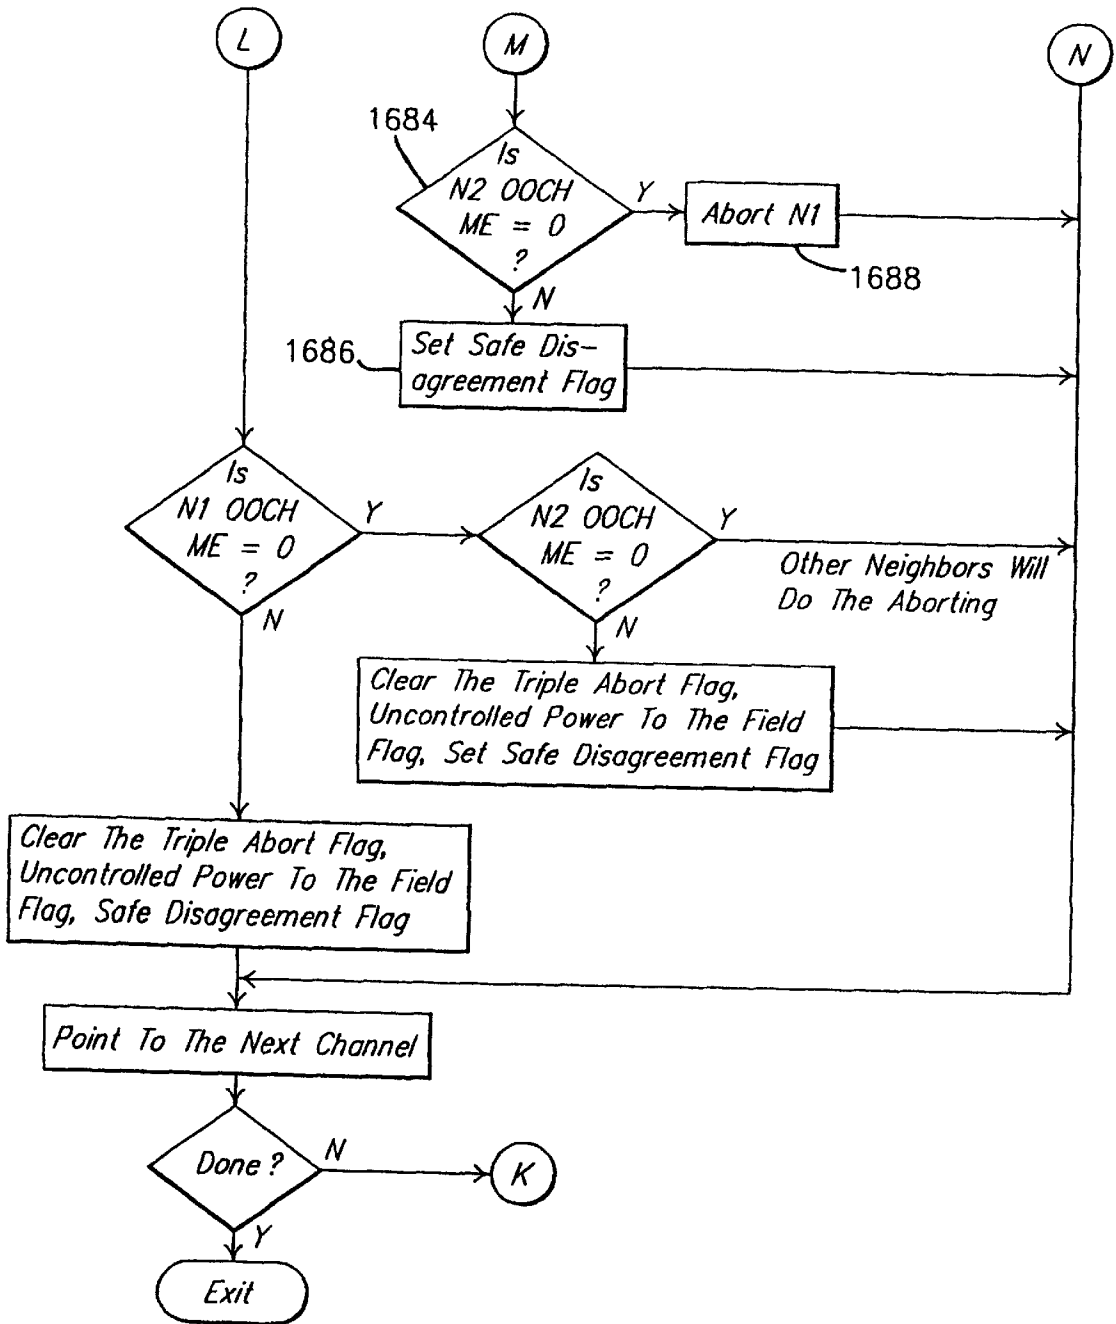 L
M
N
1684
Is
N2 OOCH
ME = 0
?
Y
Abort N1
1688
N
1686
Set Safe Dis-
agreement Flag
Is
N1 OOCH
ME = 0
?
Y
N
Is
N2 OOCH
ME = 0
?
Y
Other Neighbors Will
Do The Aborting
N
Clear The Triple Abort Flag,
Uncontrolled Power To The Field
Flag, Set Safe Disagreement Flag
Clear The Triple Abort Flag,
Uncontrolled Power To The Field
Flag, Safe Disagreement Flag
Point To The Next Channel
Done ?
N
K
Y
Exit